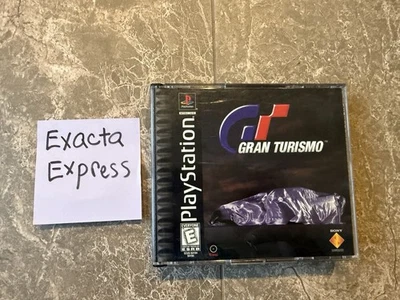 Exacta
Express
PlayStation
GT
GRAN TURISMO
E
SONY